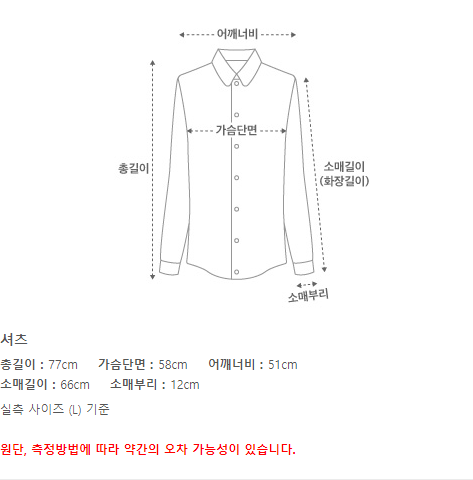 어깨너비
가슴단면
총길이
소매길이
(화장길이)
소매부리
셔츠
총길이 : 77cm 가슴단면 : 58cm 어깨너비 : 51cm
소매길이 : 66cm 소매부리 : 12cm
실측 사이즈 (L) 기준
원단, 측정방법에 따라 약간의 오차 가능성이 있습니다.